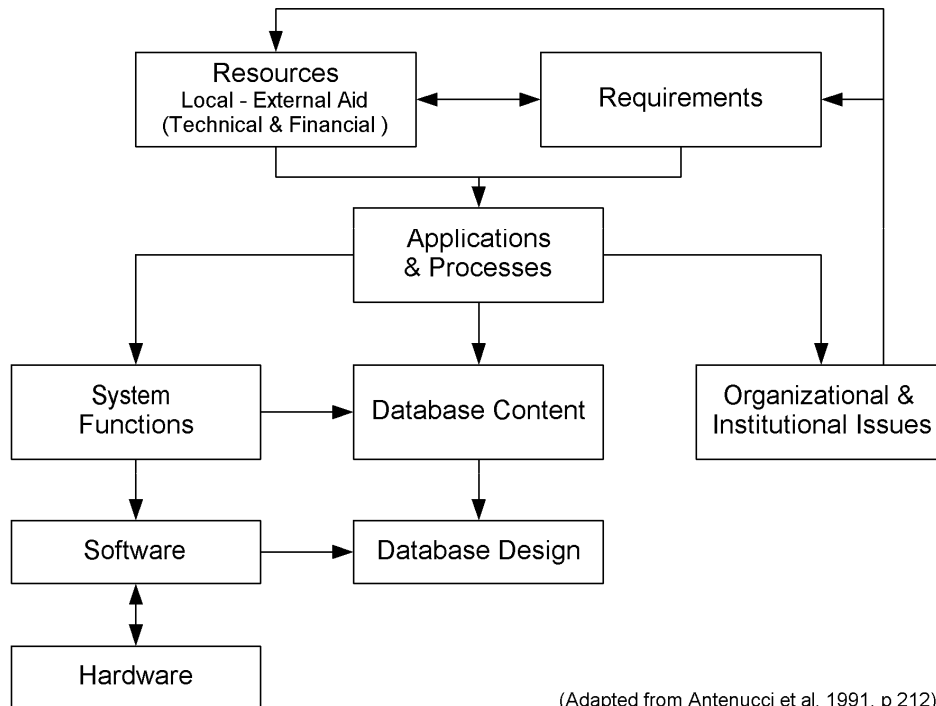 Resources
Local - External Aid
(Technical & Financial )
Requirements
Applications
& Processes
System
Functions
Database Content
Organizational &
Institutional Issues
Software
Database Design
Hardware
(Adapted from Antenucci et al. 1991, p 212)